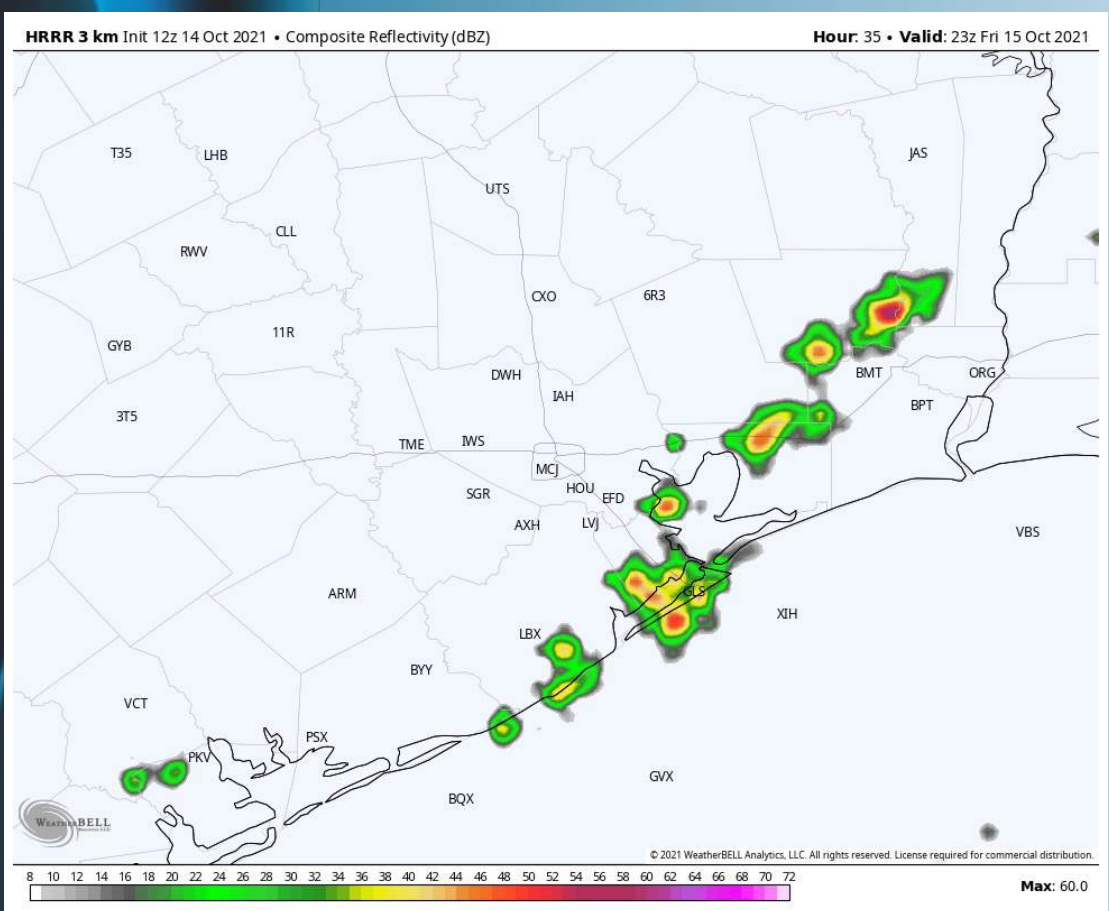 HRRR 3 km Init 12z 14 Oct 2021 • Composite Reflectivity (dBZ) Hour: 35 • Valid: 23z Fri 15 Oct 2021
T35 LHB JAS
UTS
CLL
RWV
CXO 6R3
11R
GYB
DWH BMT ORG
IAH
3T5 BPT
TME IWS
MCJ
SGR HOU EFD
AXH LVJ
VBS
ARM GLS
XIH
LBX
BYY
VCT
PSX
PKV
GVX
BQX
WEATHERBELL
© 2021 WeatherBELL Analytics, LLC. All rights reserved. License required for commercial distribution.
8 10 12 14 16 18 20 22 24 26 28 30 32 34 36 38 40 42 44 46 48 50 52 54 56 58 60 62 64 66 68 70 72
Max: 60.0